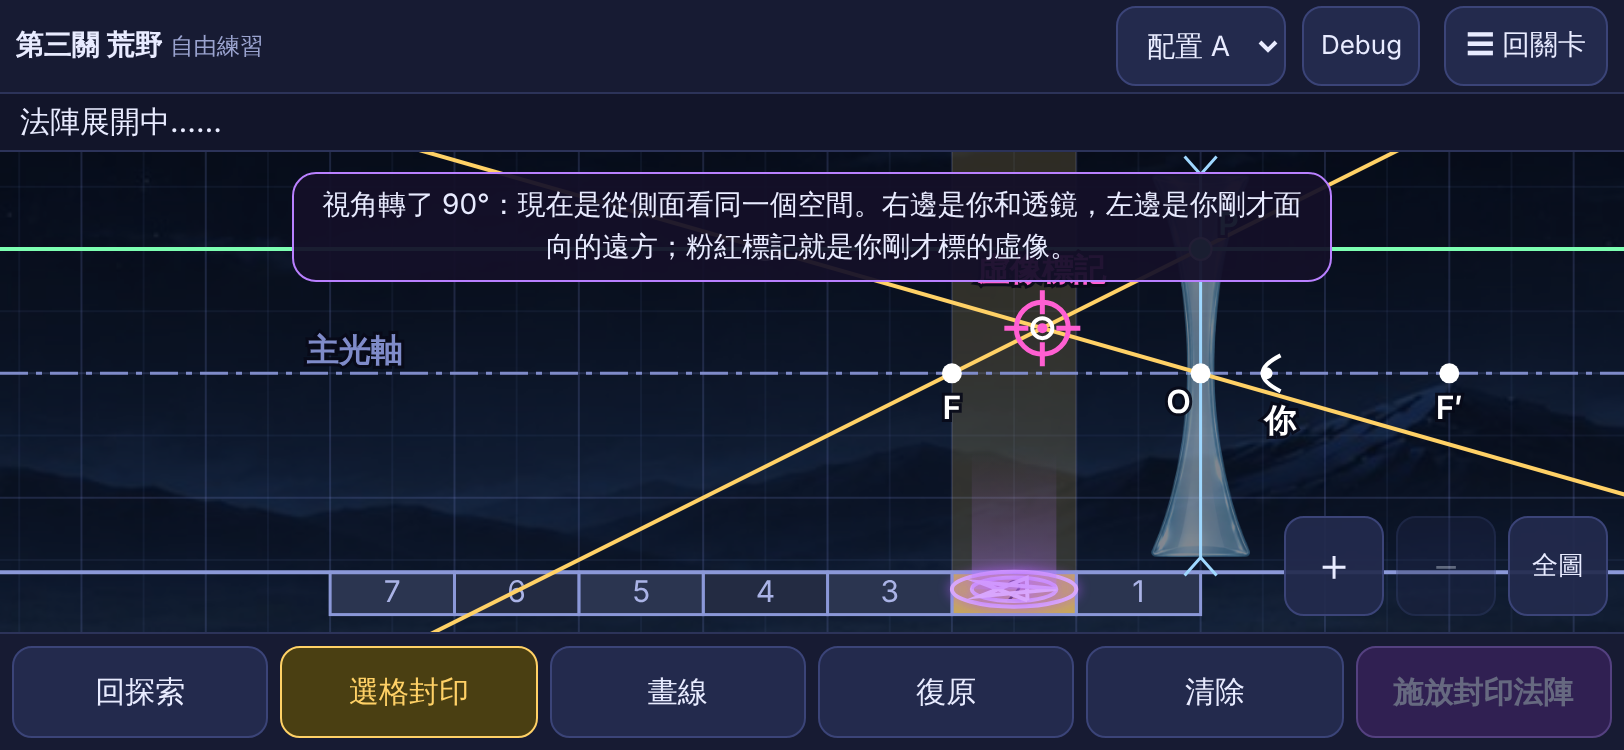 第三關 荒野 自由練習
配置 A
Debug
☰ 回關卡
法陣展開中......
視角轉了 90°：現在是從側面看同一個空間。右邊是你和透鏡，左邊是你剛才面
向的遠方；粉紅標記就是你剛才標的虛像。
虛像標記
主光軸
F
O
你
F′
7
6
5
4
3
1
+
−
全圖
回探索
選格封印
畫線
復原
清除
施放封印法陣